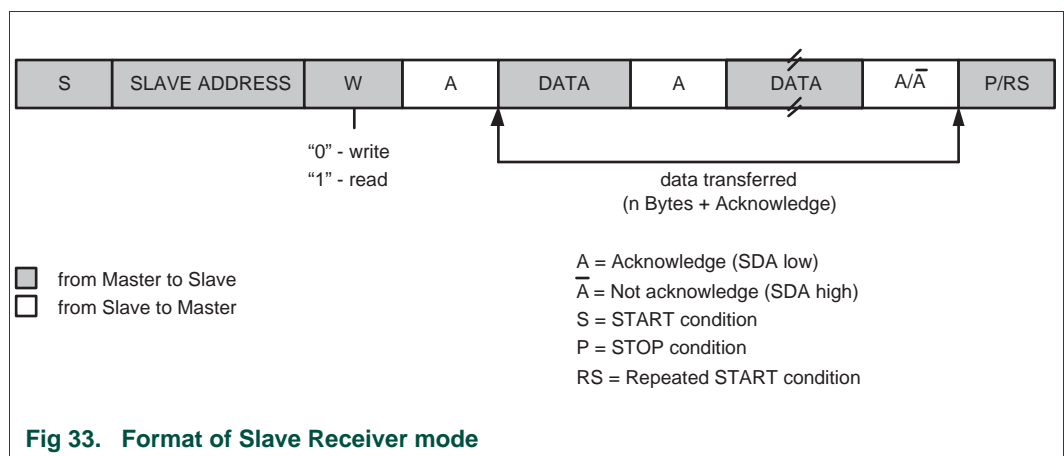 S SLAVE ADDRESS W A DATA A DATA A/A̅ P/RS
“0” - write
“1” - read
data transferred
(n Bytes + Acknowledge)
from Master to Slave
from Slave to Master
A = Acknowledge (SDA low)
A̅ = Not acknowledge (SDA high)
S = START condition
P = STOP condition
RS = Repeated START condition
Fig 33. Format of Slave Receiver mode